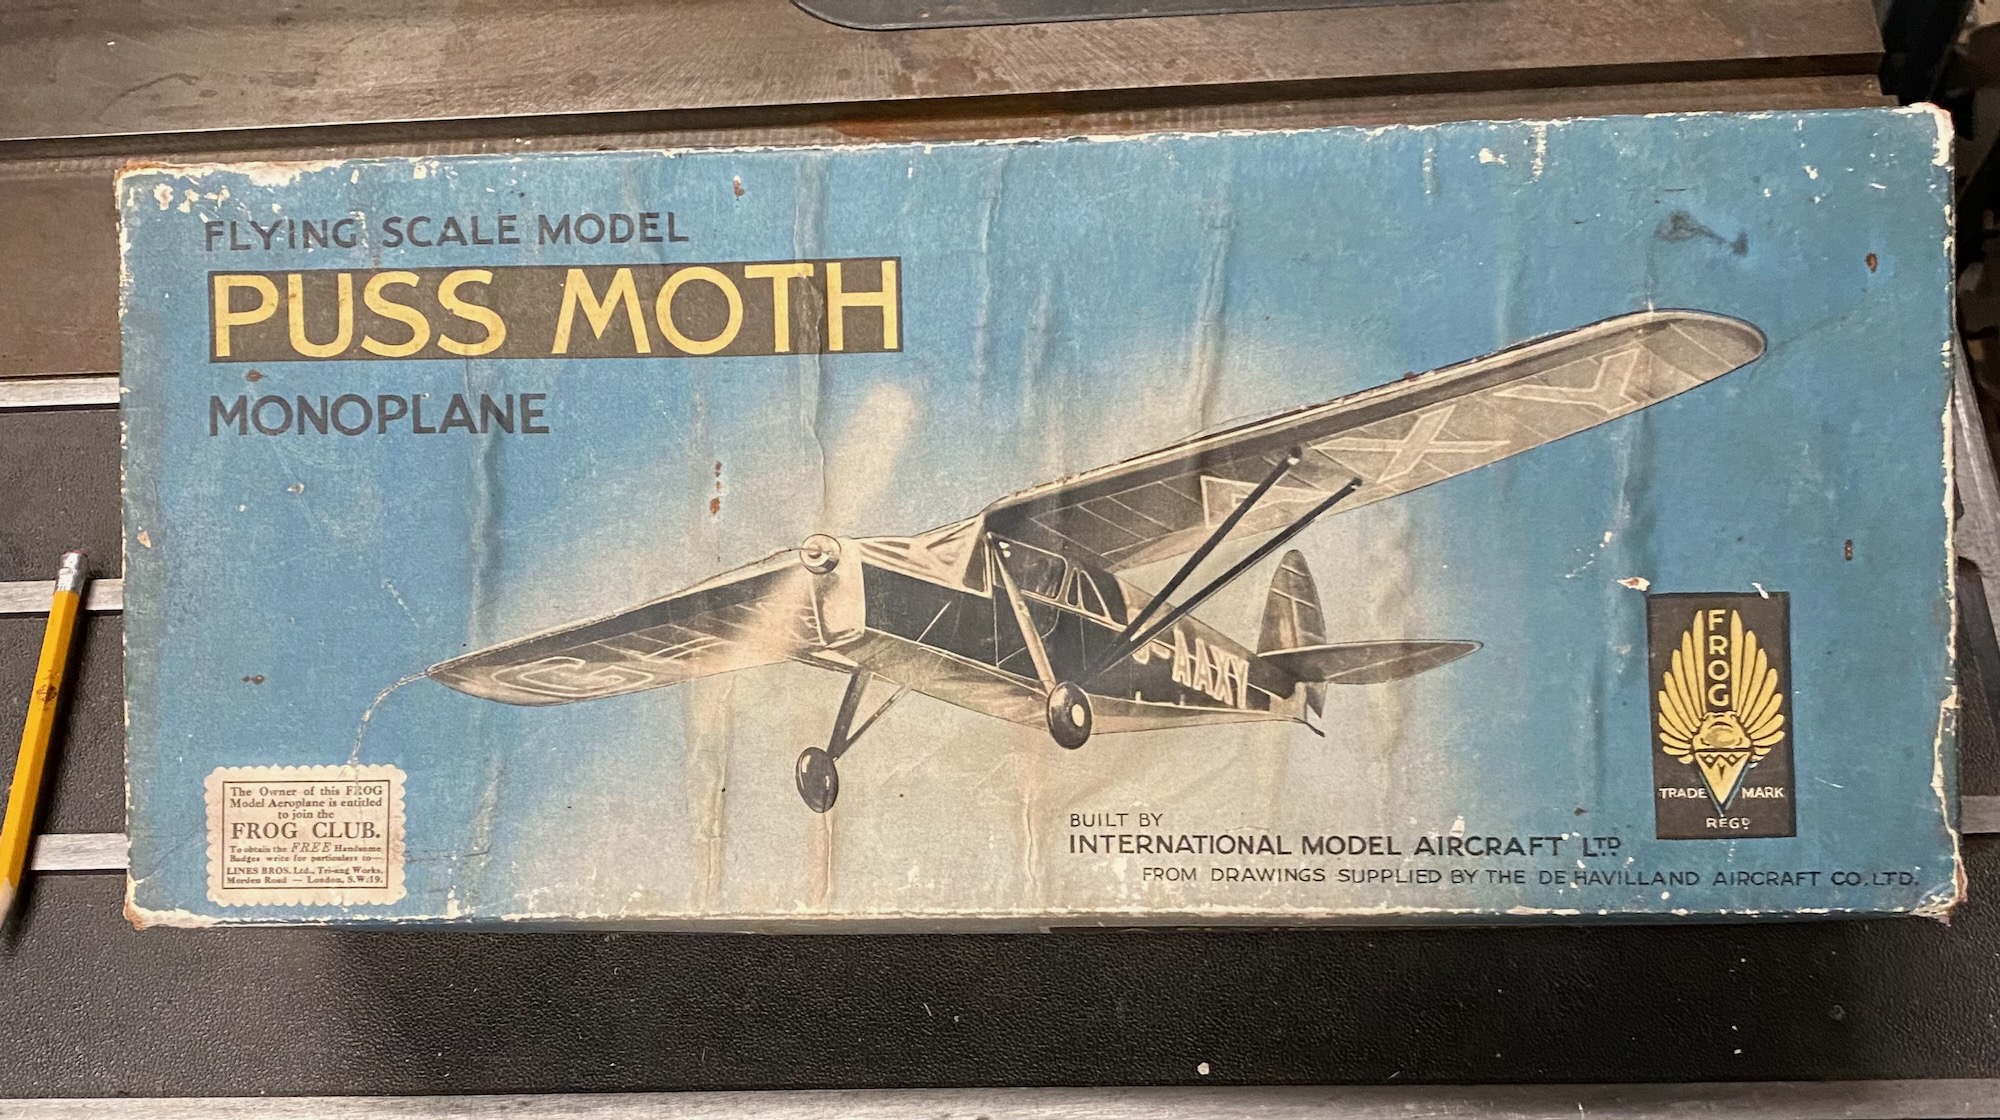 FLYING SCALE MODEL
PUSS MOTH
MONOPLANE
G
AXY
G-AAXY
FROG
TRADE MARK
REGD
The Owner of this FROG
Model Aeroplane is entitled
to join the
FROG CLUB.
To obtain the FREE Handsome
Badges write for particulars to—
LINES BROS. Ltd., Tri-ang Works,
Morden Road — London, S.W.19.
BUILT BY
INTERNATIONAL MODEL AIRCRAFT LTD
FROM DRAWINGS SUPPLIED BY THE DE HAVILLAND AIRCRAFT CO. LTD.